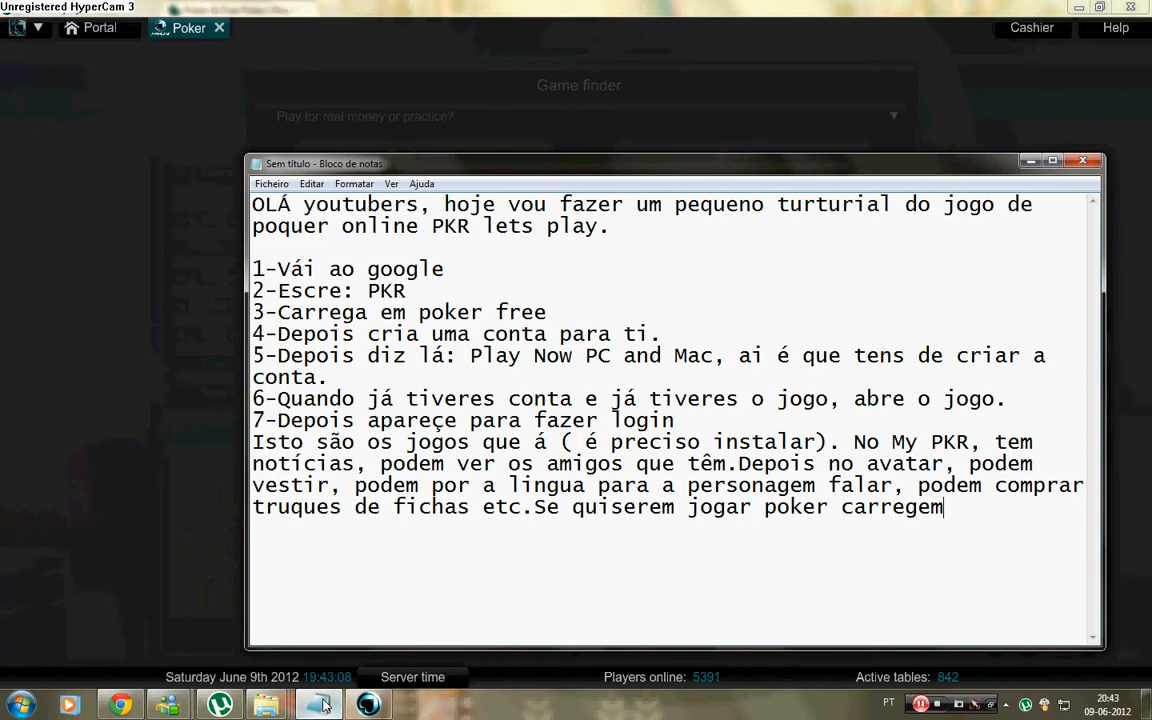 Unregistered HyperCam 3
Portal
Poker
Cashier
Help
Game finder
Play for real money or practice?
Sem título - Bloco de notas
Ficheiro Editar Formatar Ver Ajuda
OLÁ youtubers, hoje vou fazer um pequeno turturial do jogo de
poquer online PKR lets play.
1-Vái ao google
2-Escre: PKR
3-Carrega em poker free
4-Depois cria uma conta para ti.
5-Depois diz lá: Play Now PC and Mac, ai é que tens de criar a
conta.
6-Quando já tiveres conta e já tiveres o jogo, abre o jogo.
7-Depois apareçe para fazer login
Isto são os jogos que á ( é preciso instalar). No My PKR, tem
notícias, podem ver os amigos que têm.Depois no avatar, podem
vestir, podem por a lingua para a personagem falar, podem comprar
truques de fichas etc.Se quiserem jogar poker carregem
Saturday June 9th 2012 19:43:08 Server time Players online: 5391 Active tables: 842
PT
20:43
09-06-2012